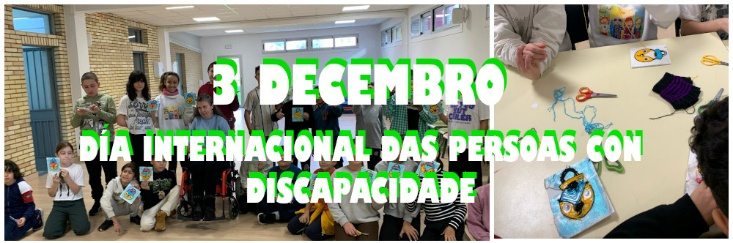 3 DECEMBRO
DÍA INTERNACIONAL DAS PERSOAS CON
DISCAPACIDADE